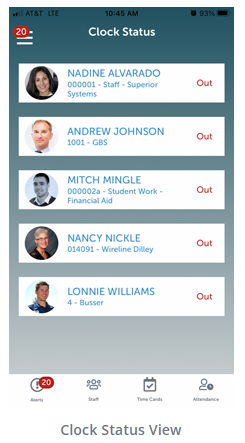 AT&T LTE 10:45 AM 93%
20
Clock Status
NADINE ALVARADO
000001 - Staff - Superior
Systems
Out
ANDREW JOHNSON
1001 - GBS
Out
MITCH MINGLE
000002a - Student Work -
Financial Aid
Out
NANCY NICKLE
014091 - Wireline Dilley
Out
LONNIE WILLIAMS
4 - Busser
Out
20
Alerts Staff Time Cards Attendance
Clock Status View